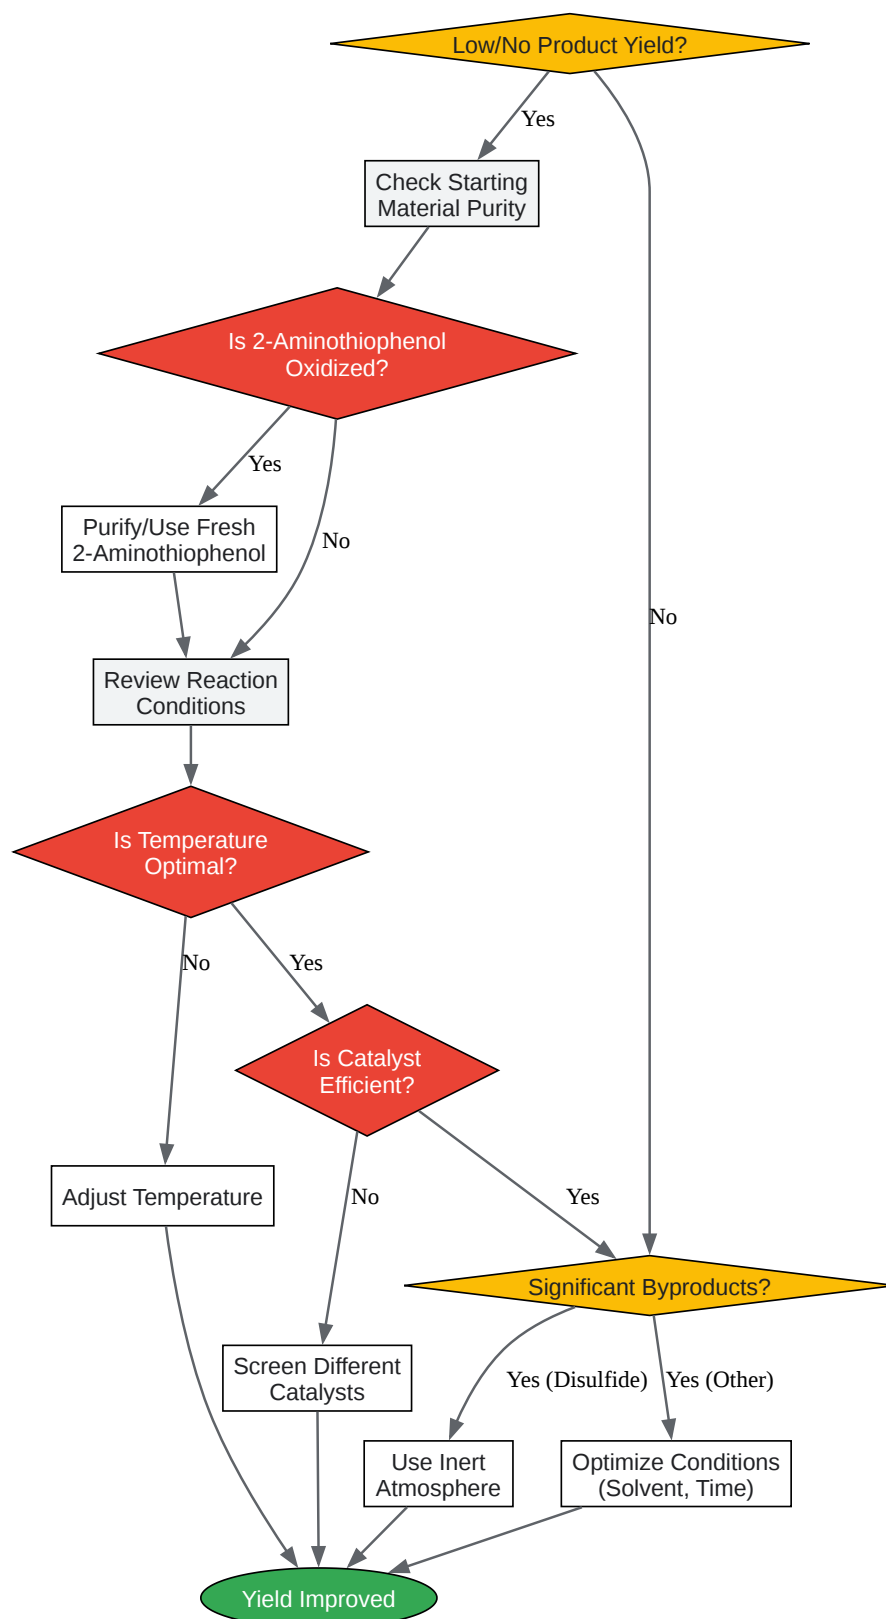 Low/No Product Yield?
Yes
Check Starting
Material Purity
Is 2-Aminothiophenol
Oxidized?
Yes
Purify/Use Fresh
2-Aminothiophenol
No
No
Review Reaction
Conditions
Is Temperature
Optimal?
No
Yes
Is Catalyst
Efficient?
Adjust Temperature
No
Yes
Significant Byproducts?
Screen Different
Catalysts
Yes (Disulfide)
Yes (Other)
Use Inert
Atmosphere
Optimize Conditions
(Solvent, Time)
Yield Improved